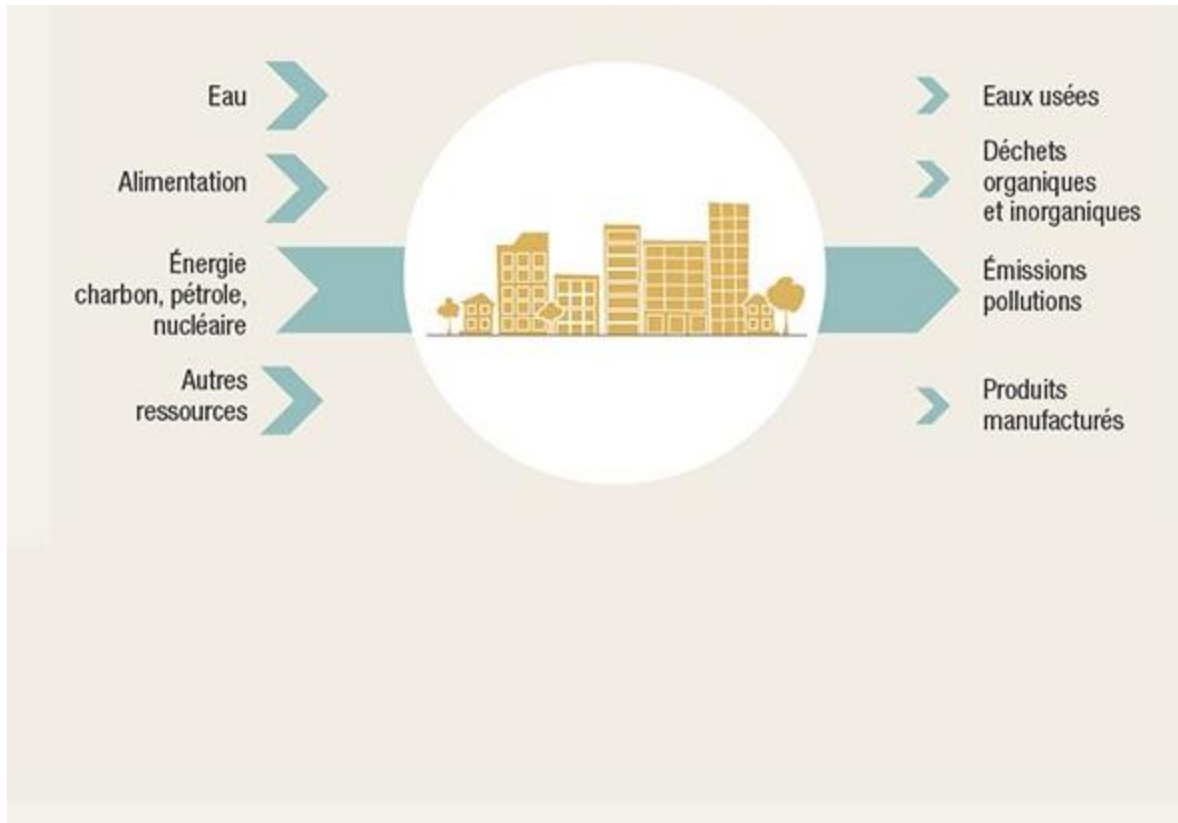 Eau
Alimentation
Énergie
charbon, pétrole,
nucléaire
Autres
ressources
Eaux usées
Déchets
organiques
et inorganiques
Émissions
pollutions
Produits
manufacturés